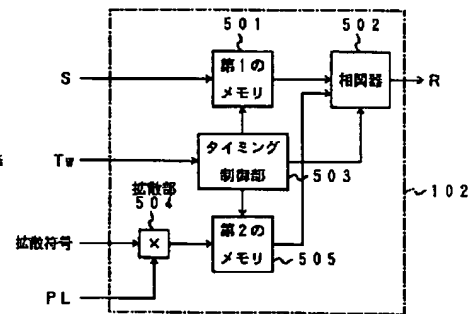 501
502
S
第1の
メモリ
相関器
R
Tw
タイミング
制御部
503
102
拡散部
504
拡散符号
×
第2の
メモリ
505
PL